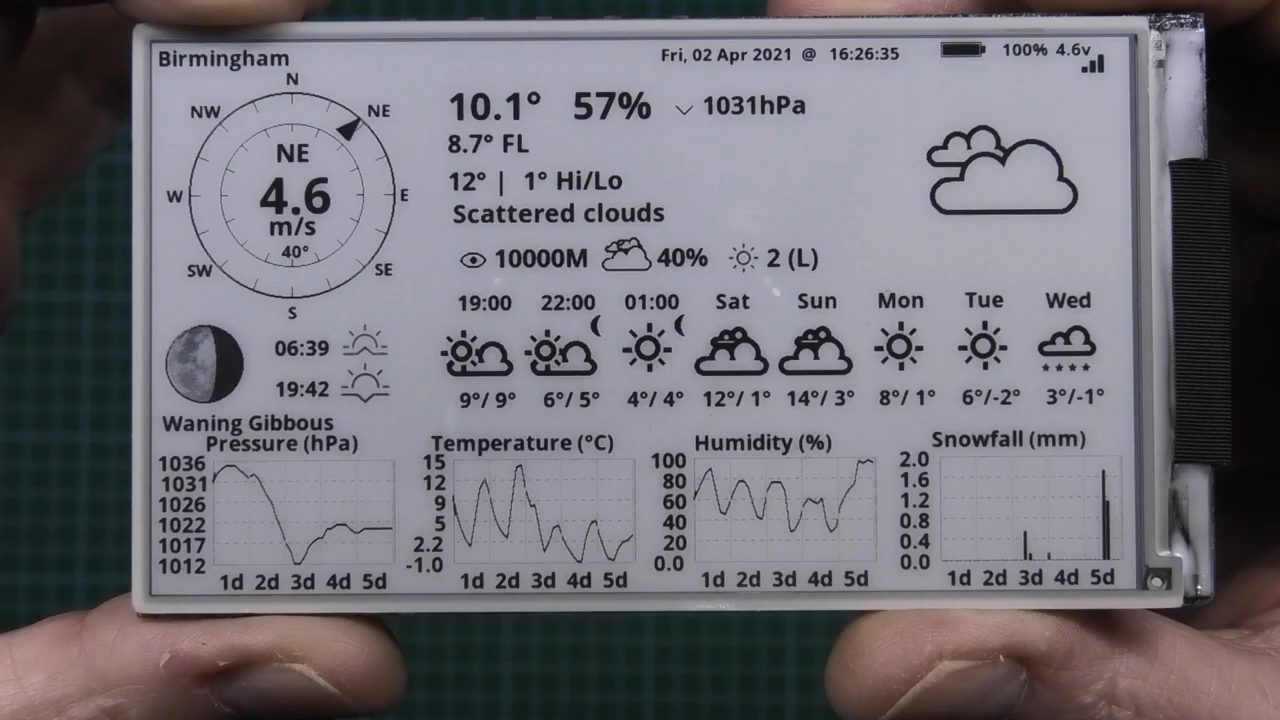 Birmingham
Fri, 02 Apr 2021 @ 16:26:35
100% 4.6v
N
NW
NE
W
E
SW
SE
S
NE
4.6
m/s
40°
10.1° 57% 1031hPa
8.7° FL
12° | 1° Hi/Lo
Scattered clouds
10000M 40% 2 (L)
19:00 22:00 01:00 Sat Sun Mon Tue Wed
9°/ 9° 6°/ 5° 4°/ 4° 12°/ 1° 14°/ 3° 8°/ 1° 6°/-2° 3°/-1°
06:39
19:42
Waning Gibbous
Pressure (hPa)
1036
1031
1026
1022
1017
1012
1d 2d 3d 4d 5d
Temperature (°C)
15
12
9
5
2.2
-1.0
1d 2d 3d 4d 5d
Humidity (%)
100
80
60
40
20
0.0
1d 2d 3d 4d 5d
Snowfall (mm)
2.0
1.6
1.2
0.8
0.4
0.0
1d 2d 3d 4d 5d